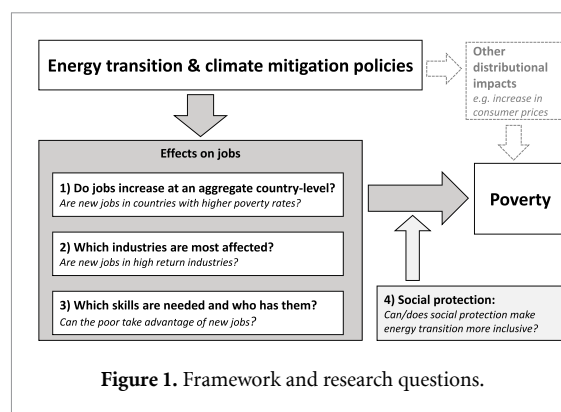 Energy transition & climate mitigation policies
Other
distributional
impacts
e.g. increase in
consumer prices
Effects on jobs
1) Do jobs increase at an aggregate country-level?
Are new jobs in countries with higher poverty rates?
2) Which industries are most affected?
Are new jobs in high return industries?
3) Which skills are needed and who has them?
Can the poor take advantage of new jobs?
Poverty
4) Social protection:
Can/does social protection make
energy transition more inclusive?
Figure 1. Framework and research questions.